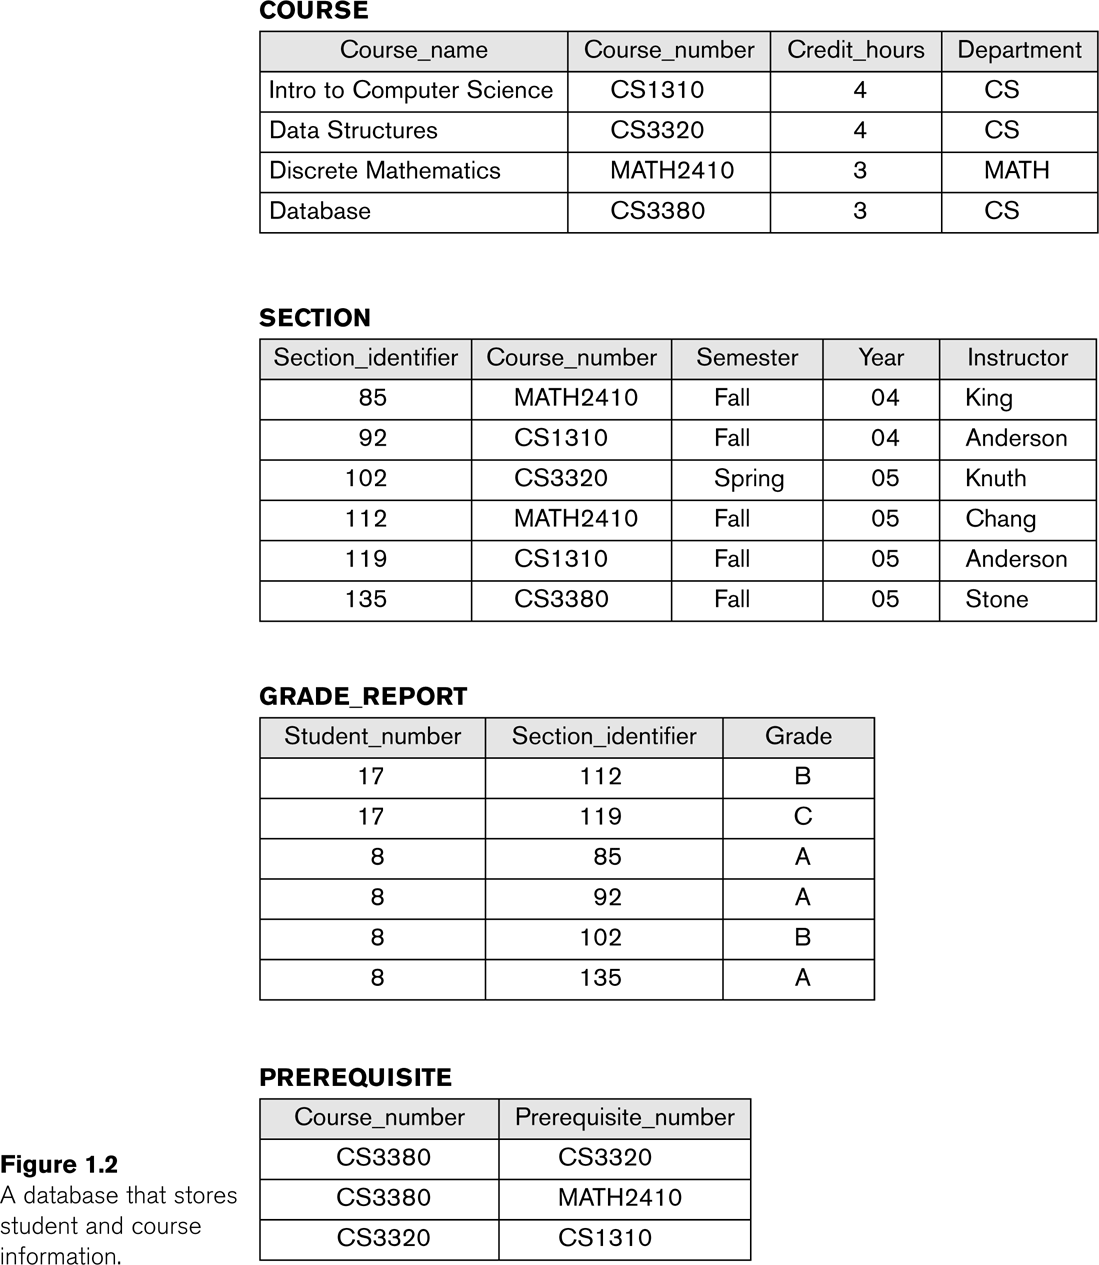 COURSE
Course_name Course_number Credit_hours Department
Intro to Computer Science CS1310 4 CS
Data Structures CS3320 4 CS
Discrete Mathematics MATH2410 3 MATH
Database CS3380 3 CS
SECTION
Section_identifier Course_number Semester Year Instructor
85 MATH2410 Fall 04 King
92 CS1310 Fall 04 Anderson
102 CS3320 Spring 05 Knuth
112 MATH2410 Fall 05 Chang
119 CS1310 Fall 05 Anderson
135 CS3380 Fall 05 Stone
GRADE_REPORT
Student_number Section_identifier Grade
17 112 B
17 119 C
8 85 A
8 92 A
8 102 B
8 135 A
PREREQUISITE
Course_number Prerequisite_number
CS3380 CS3320
CS3380 MATH2410
CS3320 CS1310
Figure 1.2
A database that stores
student and course
information.